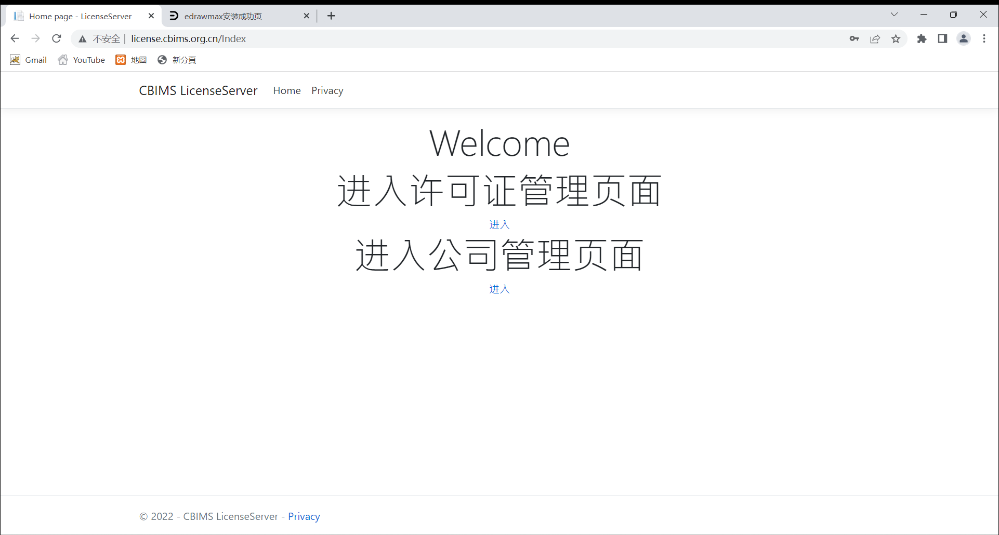 Home page - LicenseServer
edrawmax安装成功页
不安全 | license.cbims.org.cn/Index
Gmail
YouTube
地圖
新分頁
CBIMS LicenseServer
Home
Privacy
Welcome
进入许可证管理页面
进入
进入公司管理页面
进入
© 2022 - CBIMS LicenseServer - Privacy